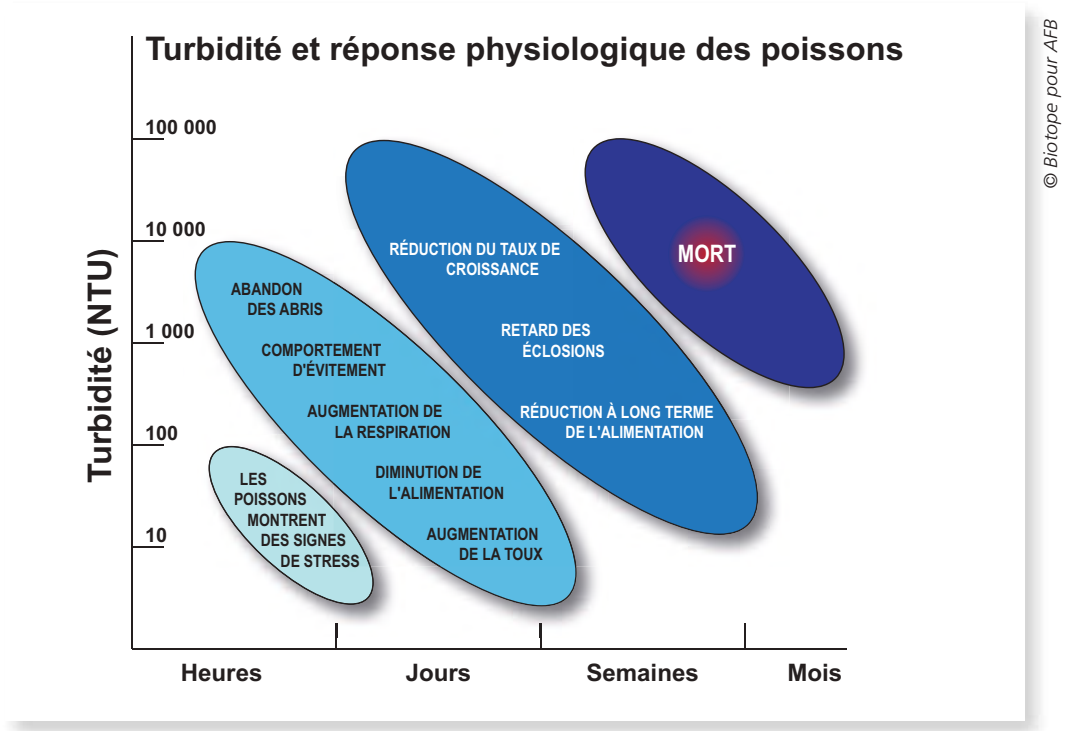 Turbidité et réponse physiologique des poissons
© Biotope pour AFB
Turbidité (NTU)
100 000
10 000
1 000
100
10
LES
POISSONS
MONTRENT
DES SIGNES
DE STRESS
ABANDON
DES ABRIS
COMPORTEMENT
D'ÉVITEMENT
AUGMENTATION DE
LA RESPIRATION
DIMINUTION DE
L'ALIMENTATION
AUGMENTATION
DE LA TOUX
RÉDUCTION DU TAUX DE
CROISSANCE
RETARD DES
ÉCLOSIONS
RÉDUCTION À LONG TERME
DE L'ALIMENTATION
MORT
Heures
Jours
Semaines
Mois